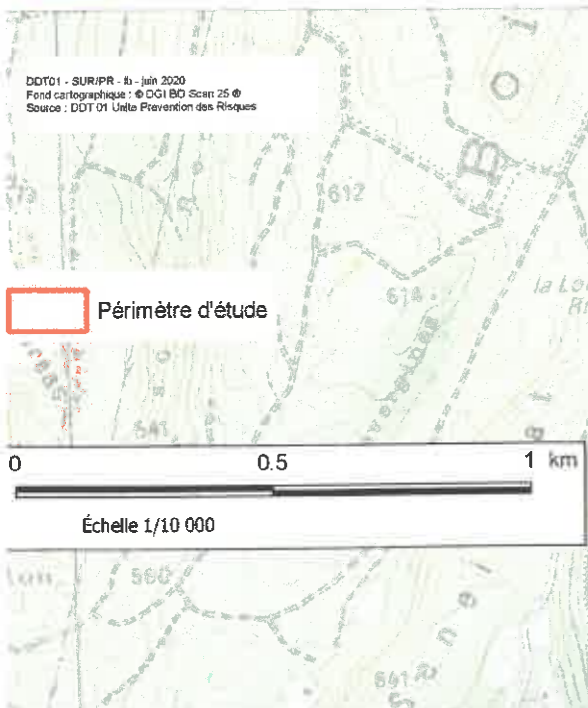 DDT01 - SUR/PR - fb - juin 2020
Fond cartographique : © DGI BD Scan 25 ®
Source : DDT 01 Unité Prévention des Risques
612
la
614
Périmètre d'étude
541
0 0.5 1 km
Échelle 1/10 000
560
641